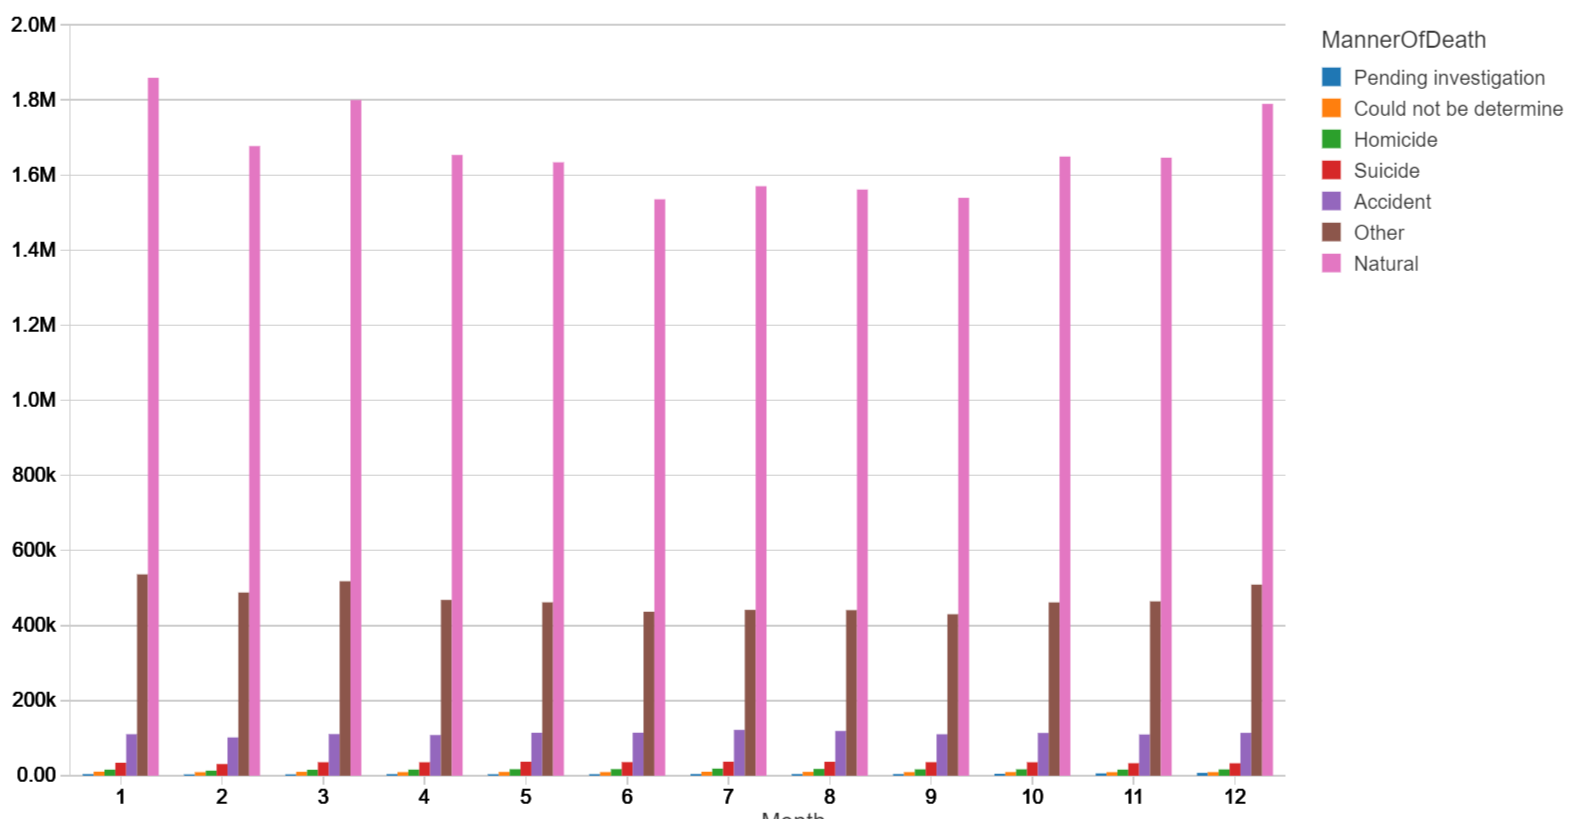 2.0M
1.8M
1.6M
1.4M
1.2M
1.0M
800k
600k
400k
200k
0.00
1 2 3 4 5 6 7 8 9 10 11 12
Month
MannerOfDeath
Pending investigation
Could not be determine
Homicide
Suicide
Accident
Other
Natural